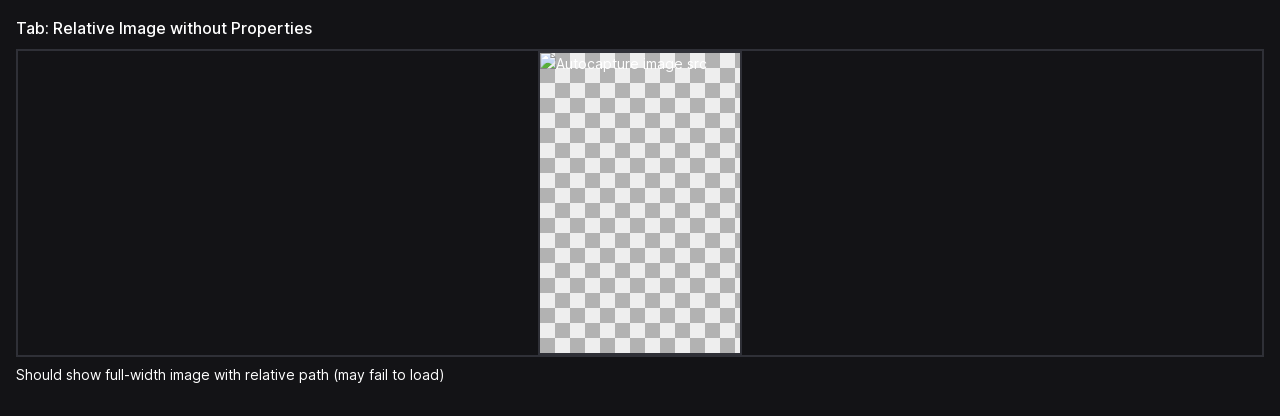 Tab: Relative Image without Properties
Autocapture image src
Should show full-width image with relative path (may fail to load)